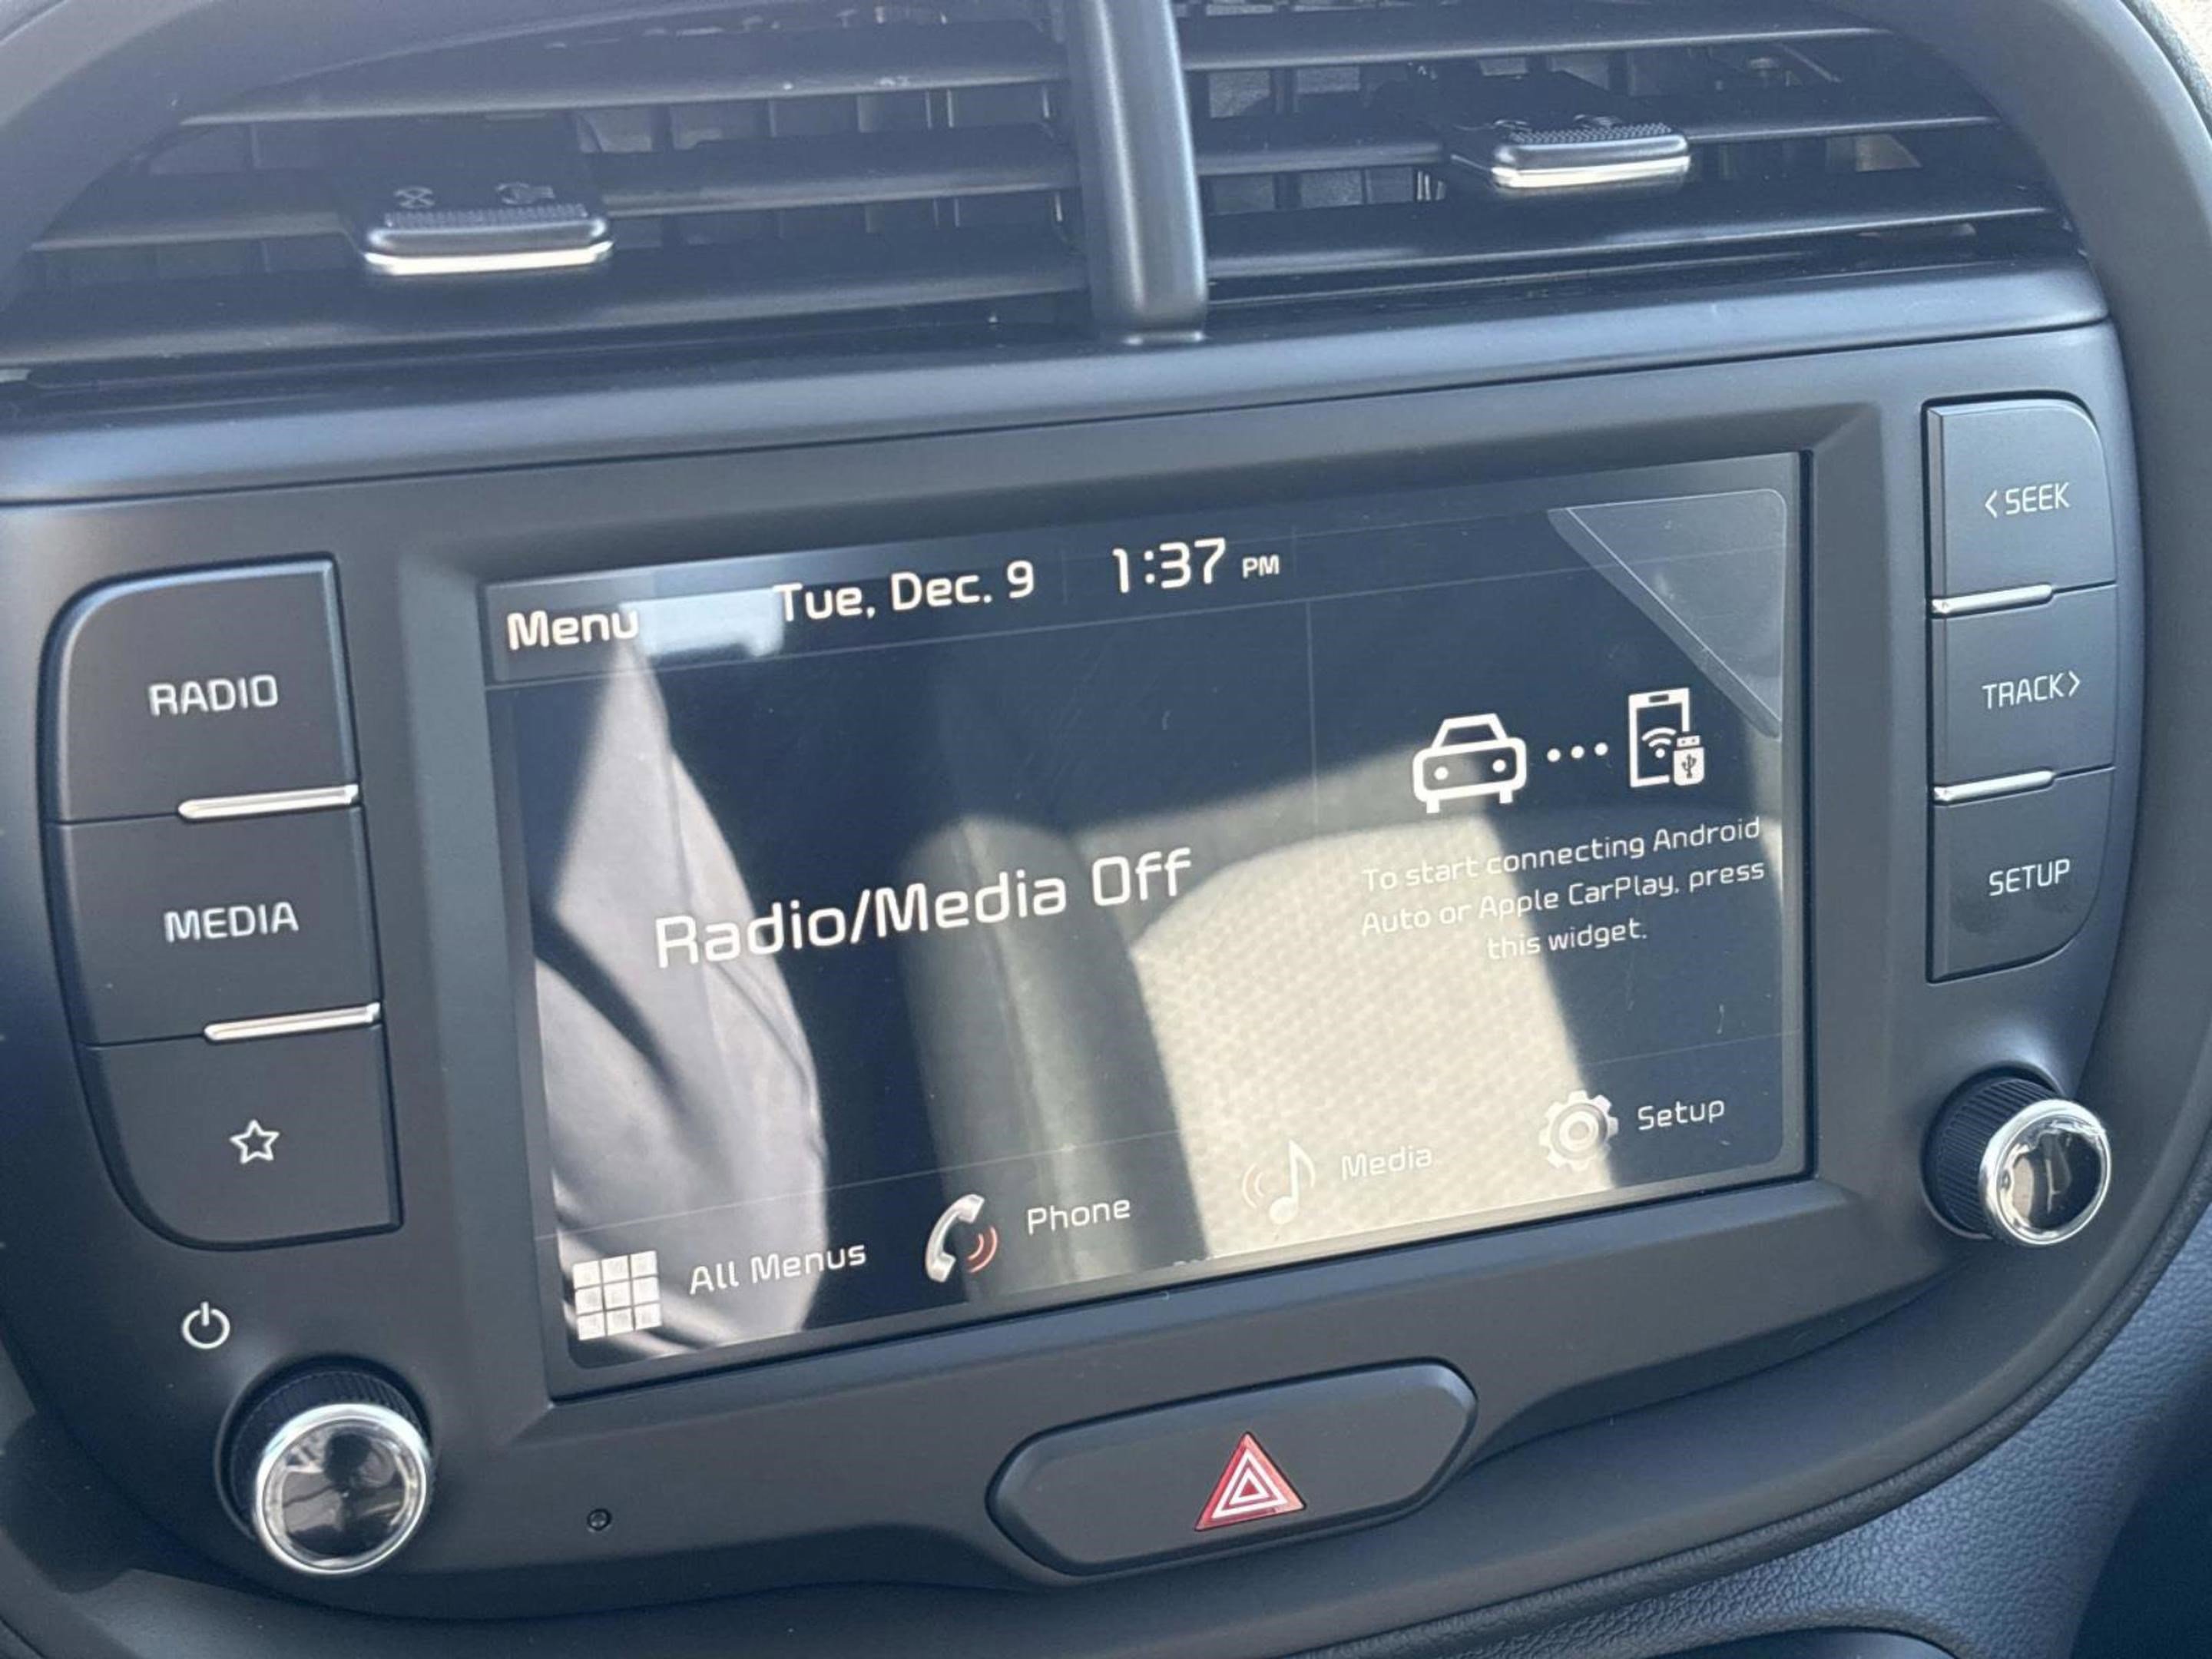 Menu
Tue, Dec. 9
1:37 PM
RADIO
MEDIA
Radio/Media Off
To start connecting Android
Auto or Apple CarPlay, press
this widget.
All Menus
Phone
Media
Setup
<SEEK
TRACK>
SETUP